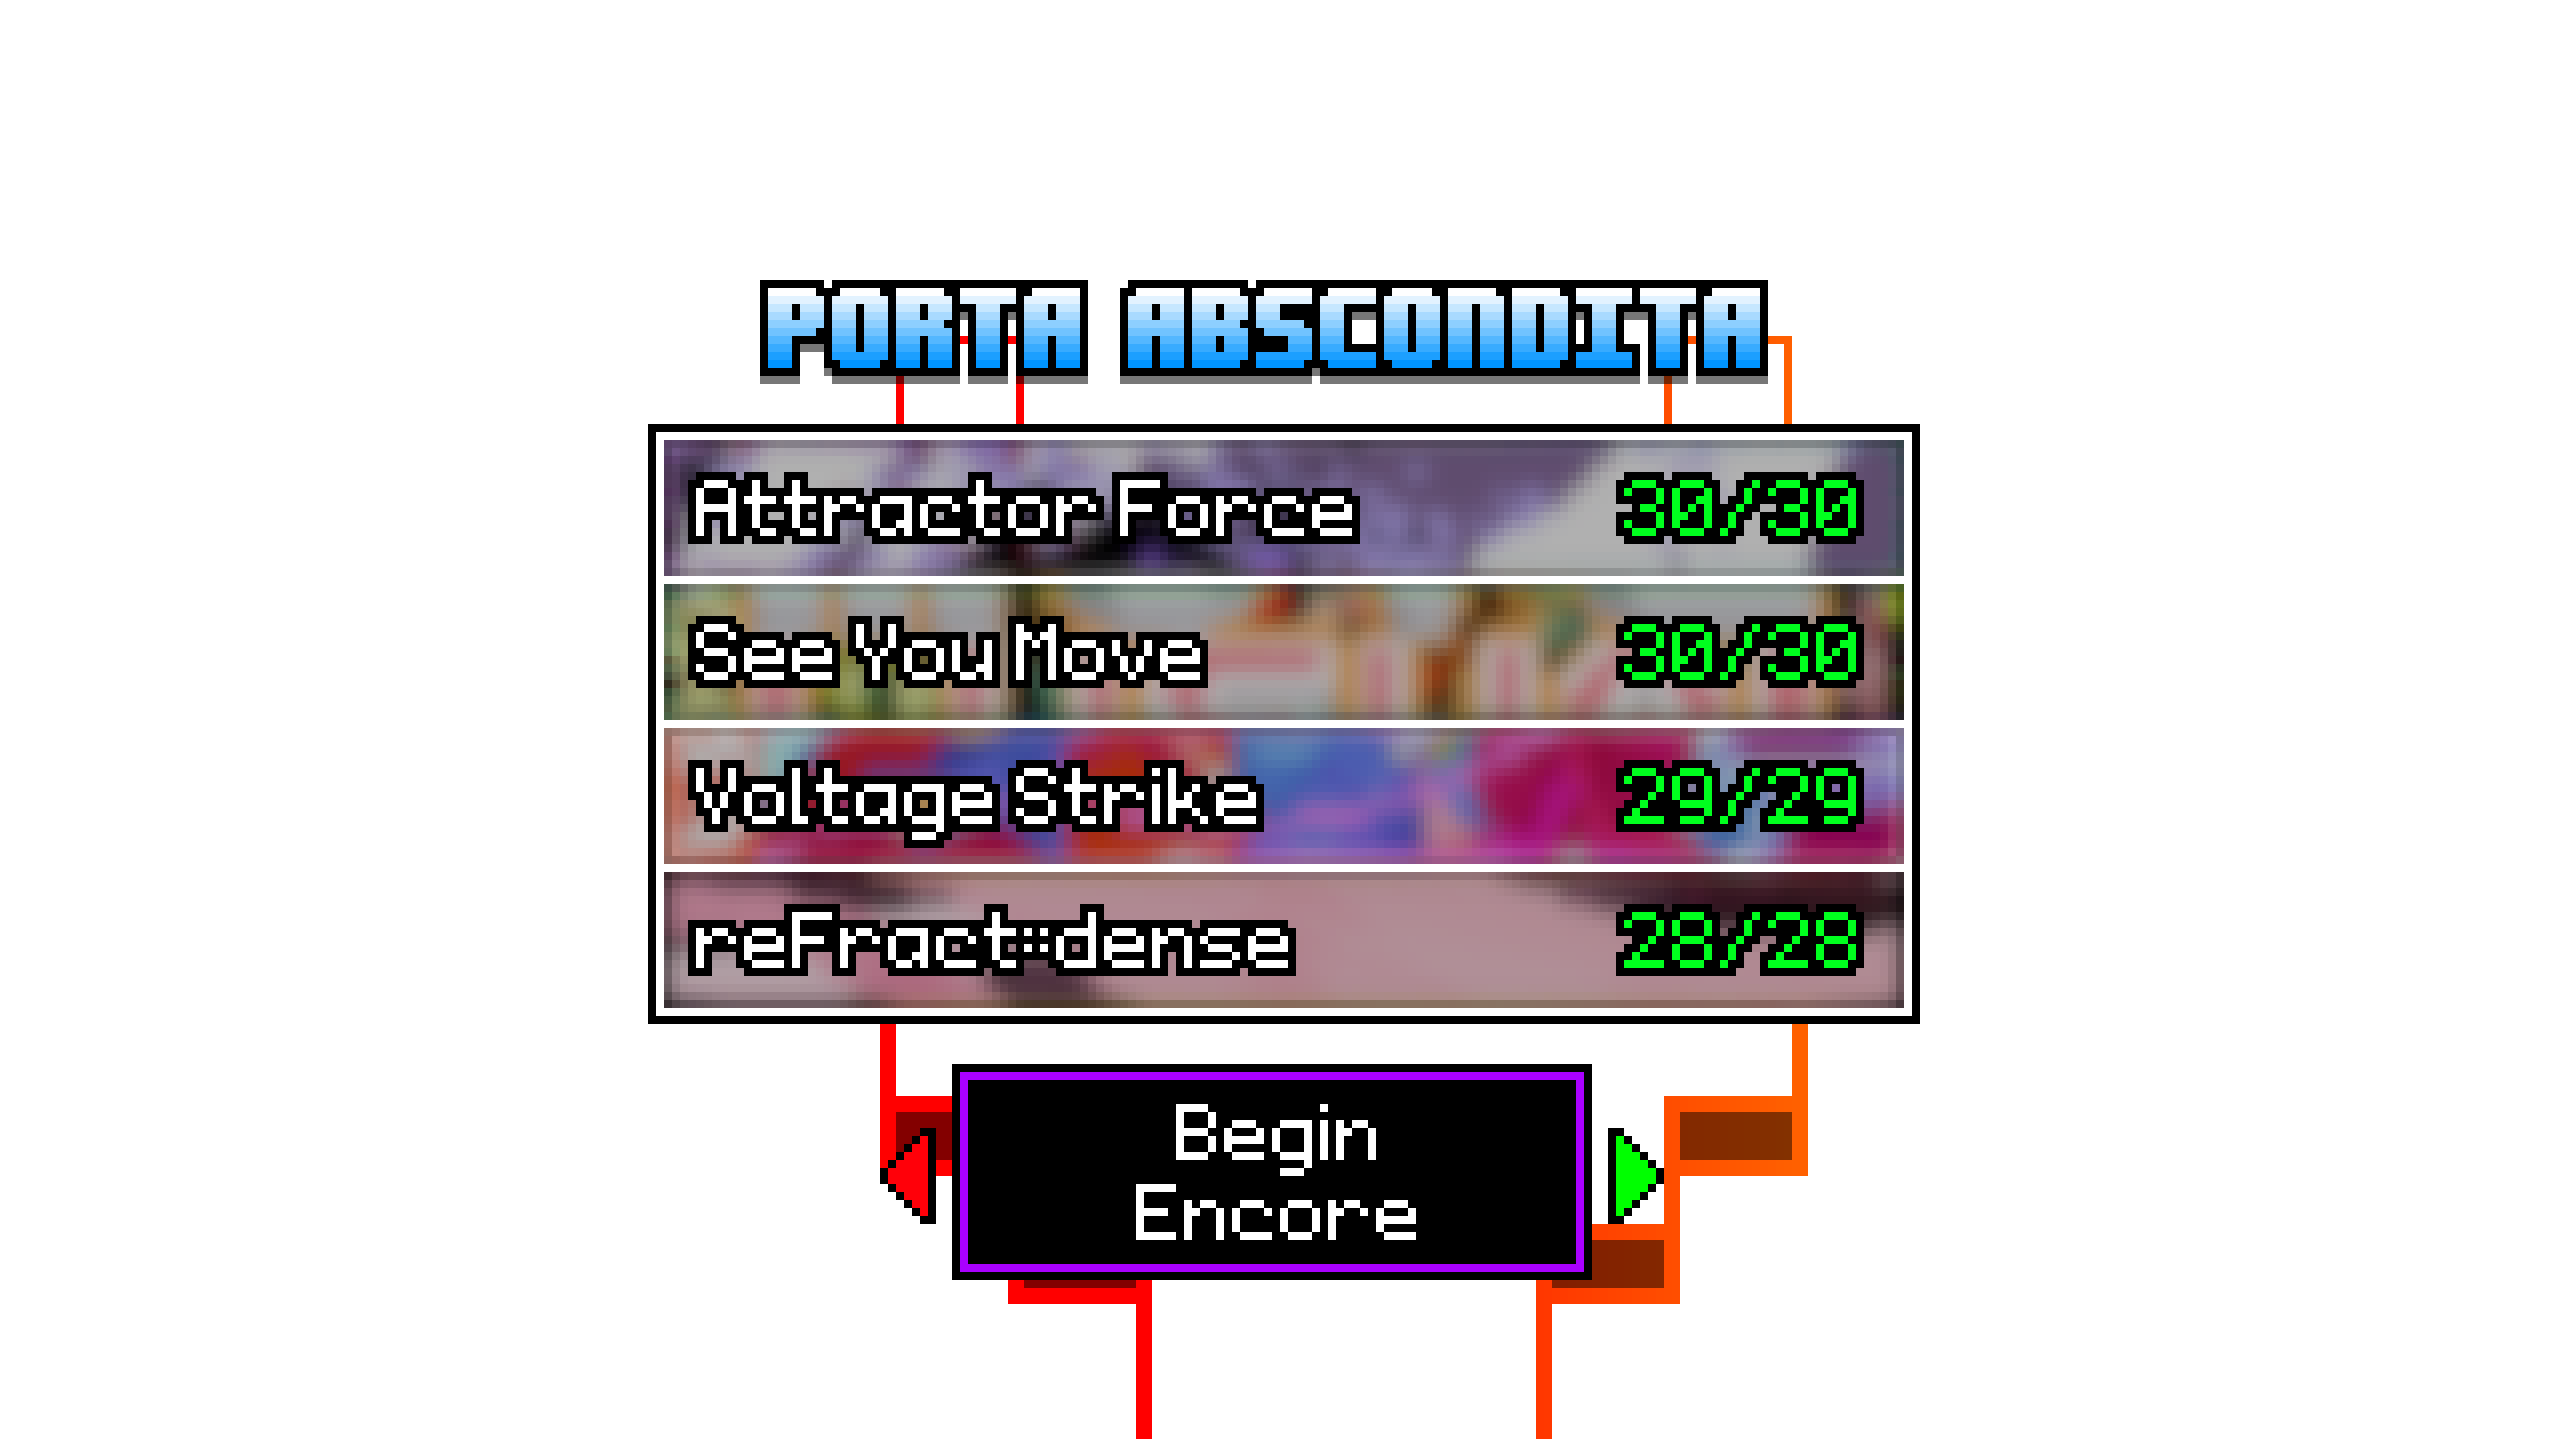 PORTA ABSCONDITA
Attractor Force 30/30
See You Move 30/30
Voltage Strike 29/29
reFract::dense 28/28
Begin
Encore